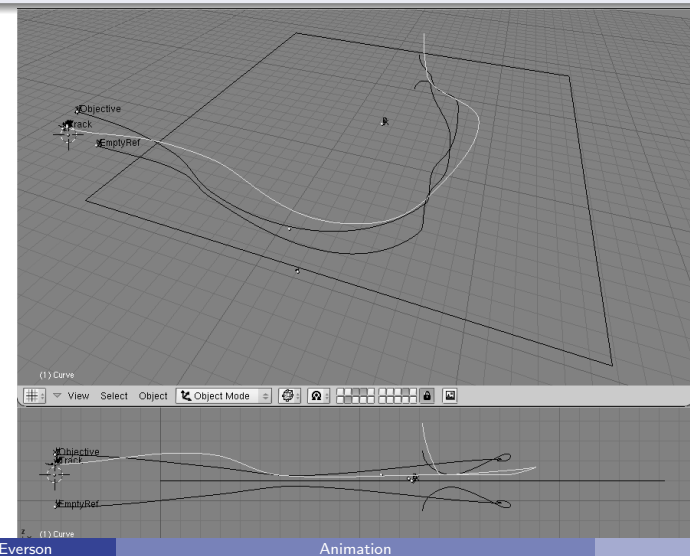 Objective
Track
EmptyRef
(1) Curve
View Select Object Object Mode
Objective
Track
EmptyRef
(1) Curve
Everson Animation